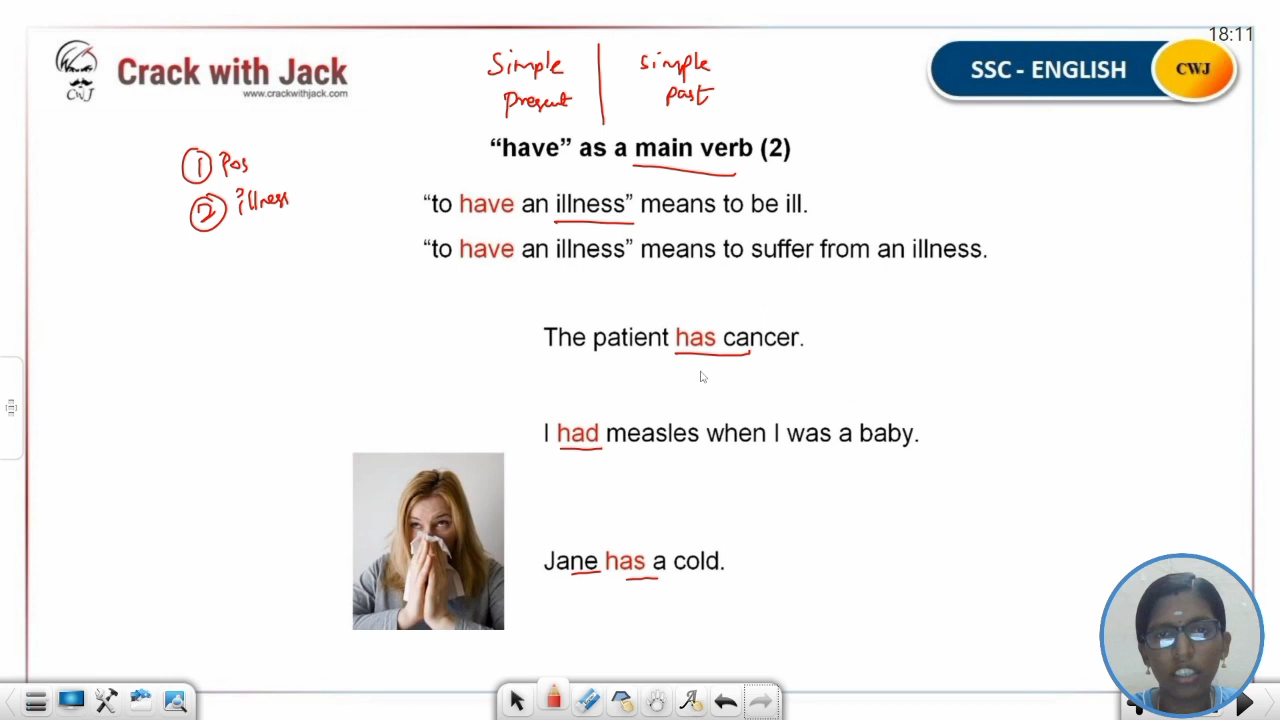 18:11
Crack with Jack
www.crackwithjack.com
CWJ
SSC - ENGLISH
CWJ
Simple
Present
Simple
past
“have” as a main verb (2)
① Pos
② illness
“to have an illness” means to be ill.
“to have an illness” means to suffer from an illness.
The patient has cancer.
I had measles when I was a baby.
Jane has a cold.